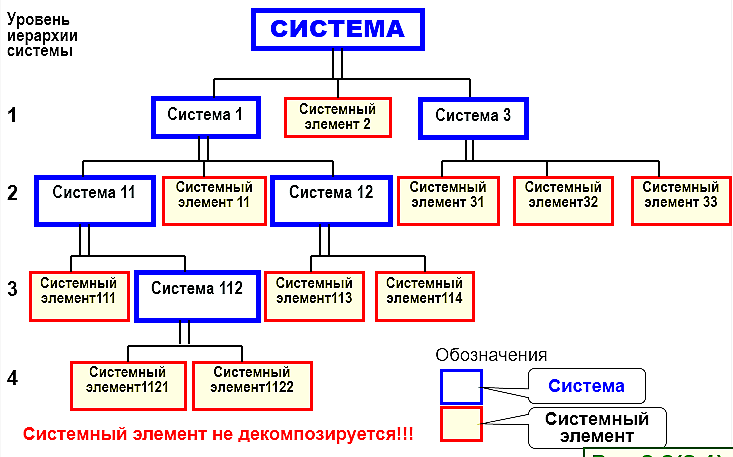 Уровень
иерархии
системы
СИСТЕМА
1
Система 1
Системный
элемент 2
Система 3
2
Система 11
Системный
элемент 11
Система 12
Системный
элемент 31
Системный
элемент32
Системный
элемент 33
3
Системный
элемент111
Система 112
Системный
элемент113
Системный
элемент114
4
Системный
элемент1121
Системный
элемент1122
Обозначения
Система
Системный
элемент
Системный элемент не декомпозируется!!!